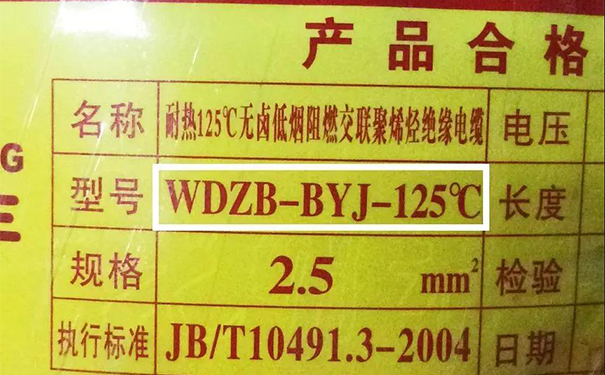 产品合格
名称 耐热125℃无卤低烟阻燃交联聚烯烃绝缘电缆 电压
G
型号 WDZB-BYJ-125℃ 长度
规格 2.5 mm² 检验
执行标准 JB/T10491.3-2004 日期